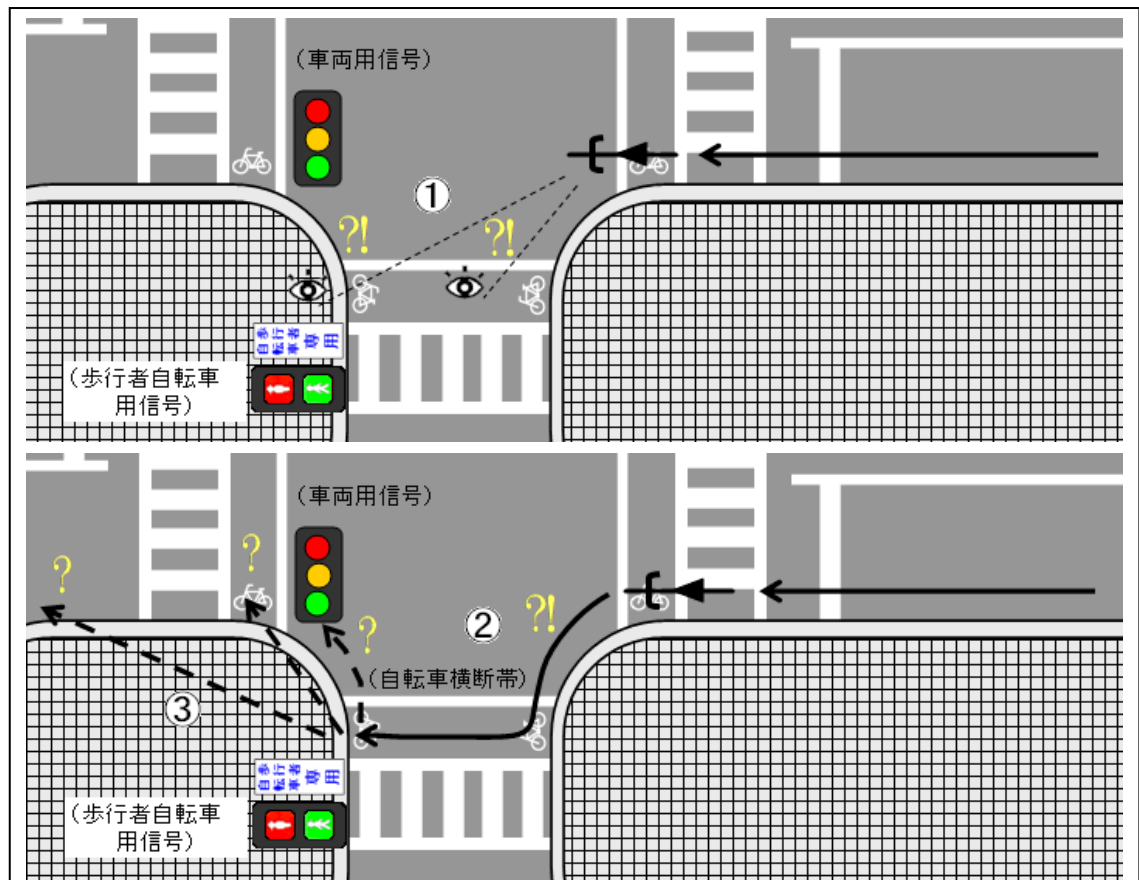 (車両用信号)
①
?!
?!
歩行者
自転車
専用
(歩行者自転車
用信号)
(車両用信号)
?
?
?
②
?!
(自転車横断帯)
③
歩行者
自転車
専用
(歩行者自転車
用信号)